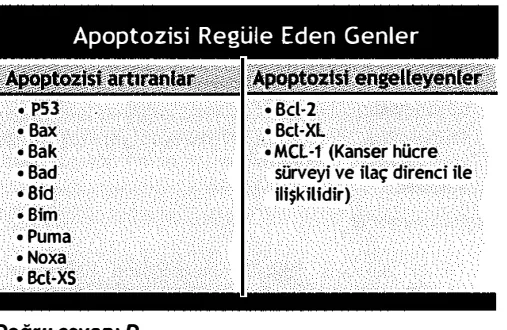 Apoptozisi Regüle Eden Genler
Apoptozisi artıranlar
• P53
• Bax
• Bak
• Bad
• Bid
• Bim
• Puma
• Noxa
• Bcl-XS
Apoptozisi engelleyenler
• Bcl-2
• Bcl-XL
• MCL-1 (Kanser hücre
sürveyi ve ilaç direnci ile
ilişkilidir)